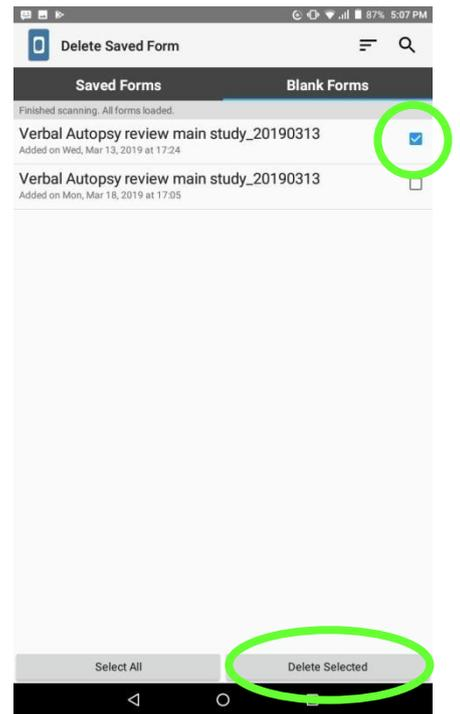 87% 5:07 PM
Delete Saved Form
Saved Forms
Blank Forms
Finished scanning. All forms loaded.
Verbal Autopsy review main study_20190313
Added on Wed, Mar 13, 2019 at 17:24
Verbal Autopsy review main study_20190313
Added on Mon, Mar 18, 2019 at 17:05
Select All
Delete Selected